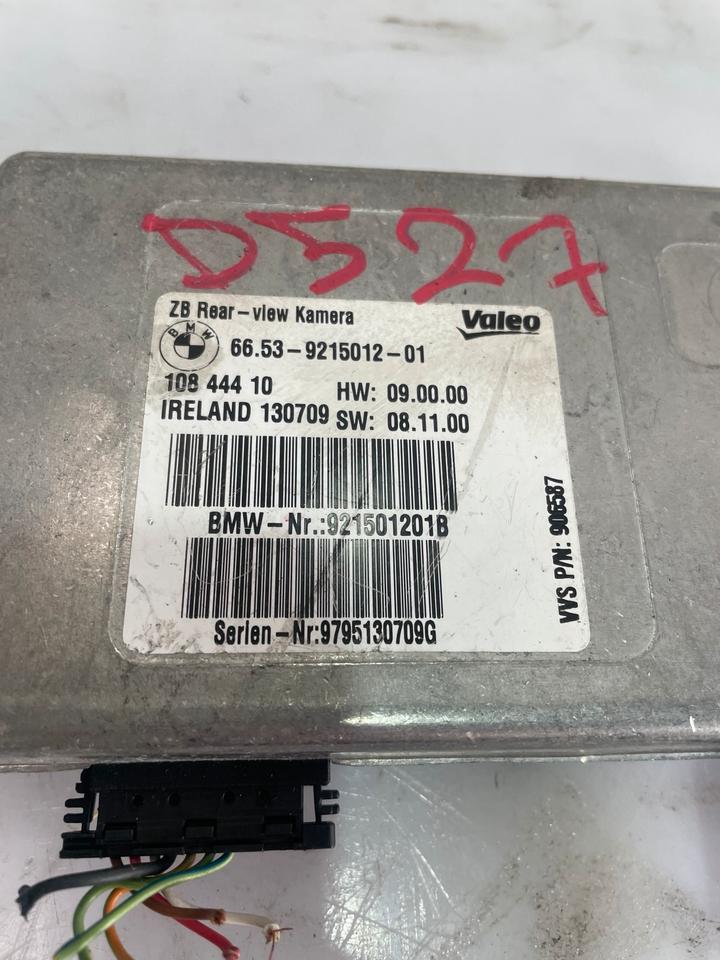 D527
ZB Rear-view Kamera
Valeo
BMW
66.53-9215012-01
108 444 10
HW: 09.00.00
IRELAND 130709
SW: 08.11.00
BMW-Nr.:921501201B
Serien-Nr:9795130709G
VVS P/N: 906587